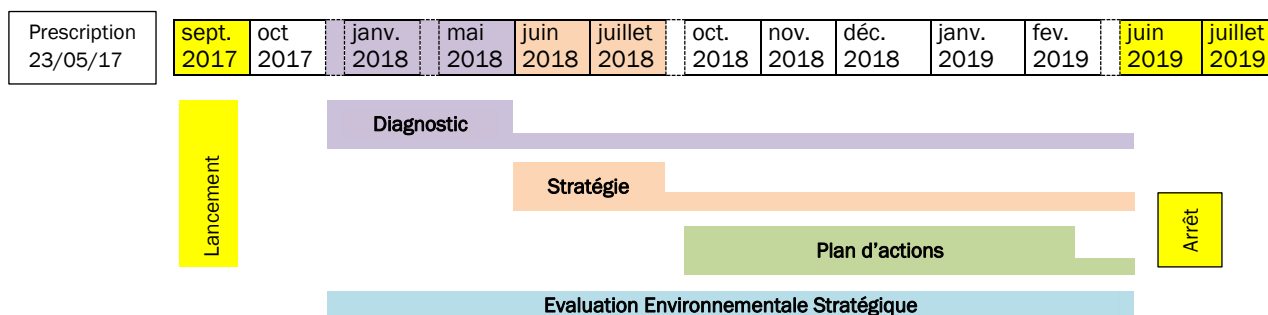 Prescription
23/05/17
sept. oct janv. mai juin juillet oct. nov. déc. janv. fev. juin juillet
2017 2017 2018 2018 2018 2018 2018 2018 2018 2019 2019 2019 2019
Lancement
Diagnostic
Stratégie
Arrêt
Plan d'actions
Evaluation Environnementale Stratégique